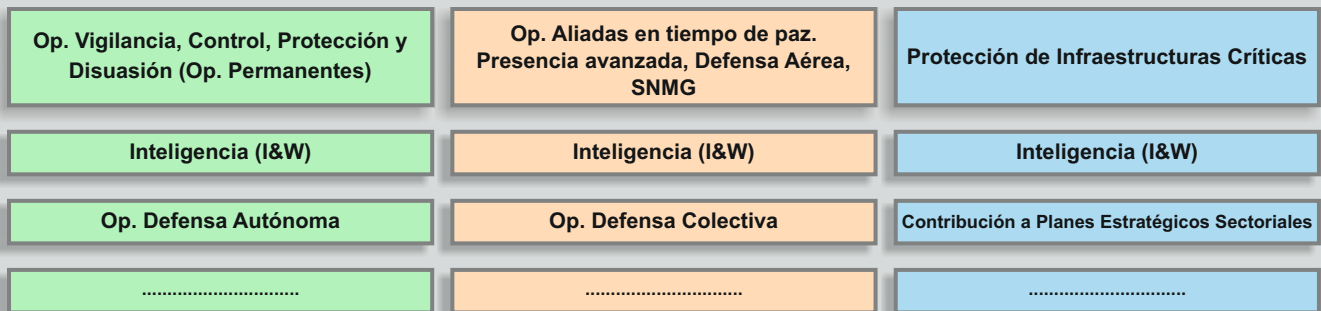 Op. Vigilancia, Control, Protección y
Disuasión (Op. Permanentes)
Op. Aliadas en tiempo de paz.
Presencia avanzada, Defensa Aérea,
SNMG
Protección de Infraestructuras Críticas
Inteligencia (I&W)
Inteligencia (I&W)
Inteligencia (I&W)
Op. Defensa Autónoma
Op. Defensa Colectiva
Contribución a Planes Estratégicos Sectoriales
...............................
...............................
...............................